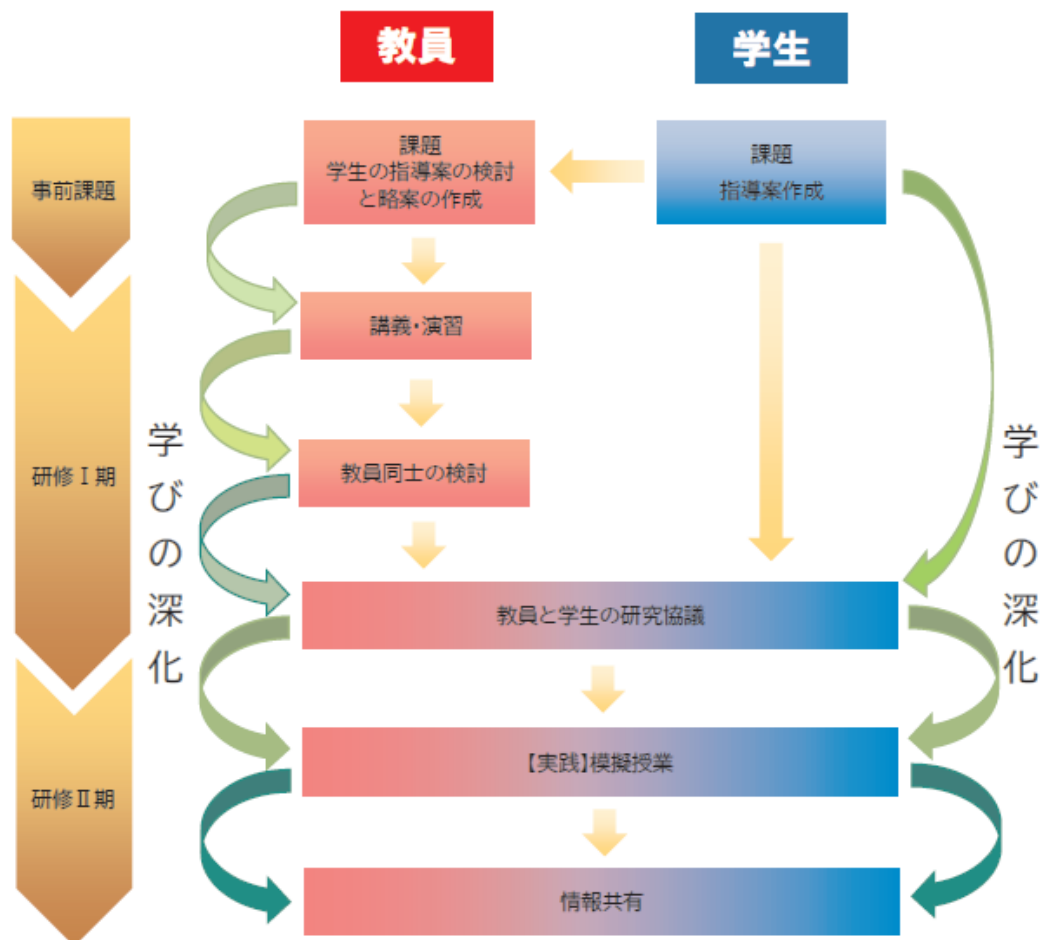 教員
学生
事前課題
課題
学生の指導案の検討
と略案の作成
課題
指導案作成
講義・演習
研修Ⅰ期
教員同士の検討
学びの深化
学びの深化
教員と学生の研究協議
研修Ⅱ期
【実践】模擬授業
情報共有